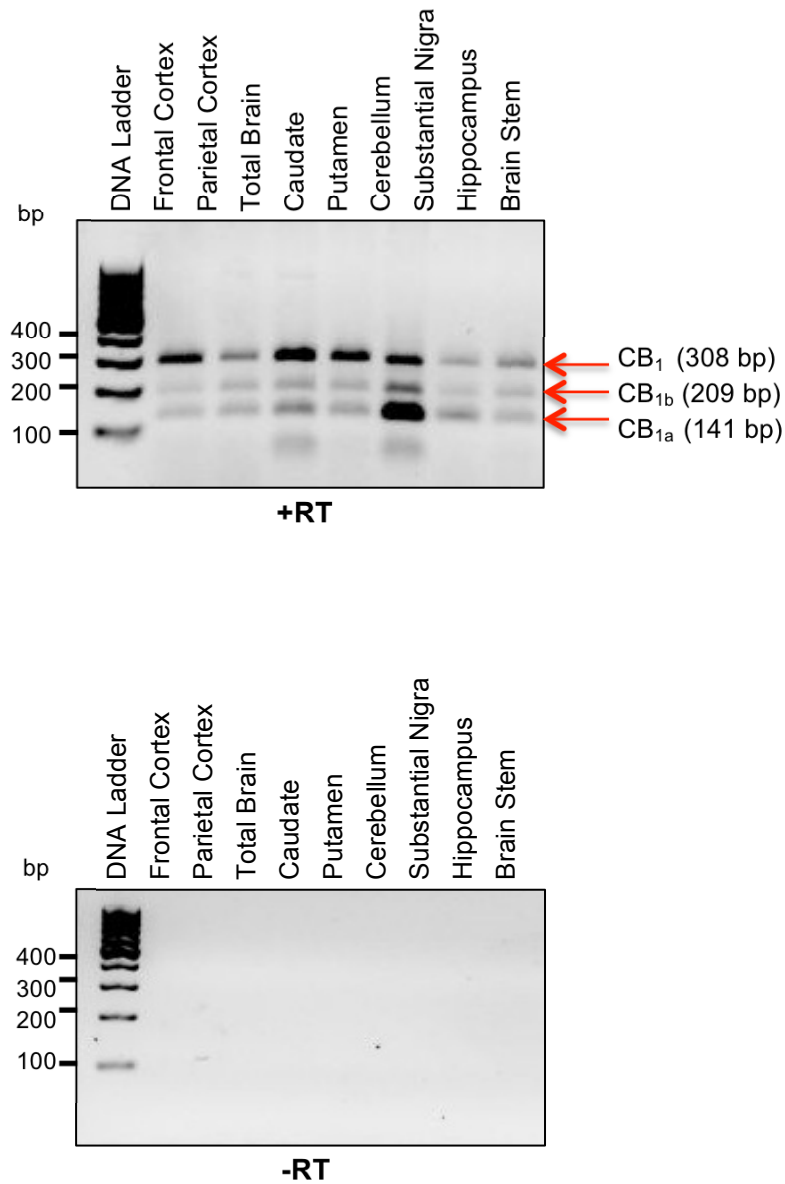 DNA Ladder
Frontal Cortex
Parietal Cortex
Total Brain
Caudate
Putamen
Cerebellum
Substantial Nigra
Hippocampus
Brain Stem
bp
400
300
200
100
CB₁ (308 bp)
CB₁b (209 bp)
CB₁a (141 bp)
+RT
DNA Ladder
Frontal Cortex
Parietal Cortex
Total Brain
Caudate
Putamen
Cerebellum
Substantial Nigra
Hippocampus
Brain Stem
bp
400
300
200
100
-RT